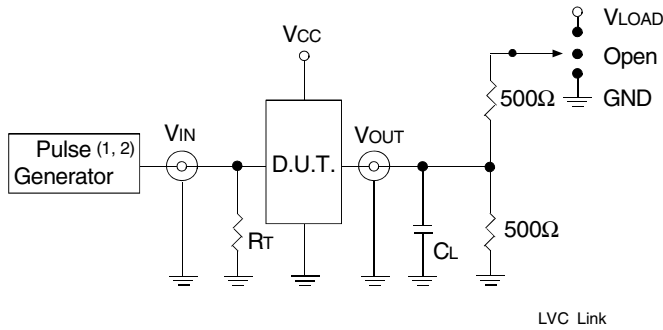 VLOAD
VCC
Open
500Ω
GND
VIN
VOUT
Pulse (1, 2)
Generator
D.U.T.
RT
CL
500Ω
LVC Link